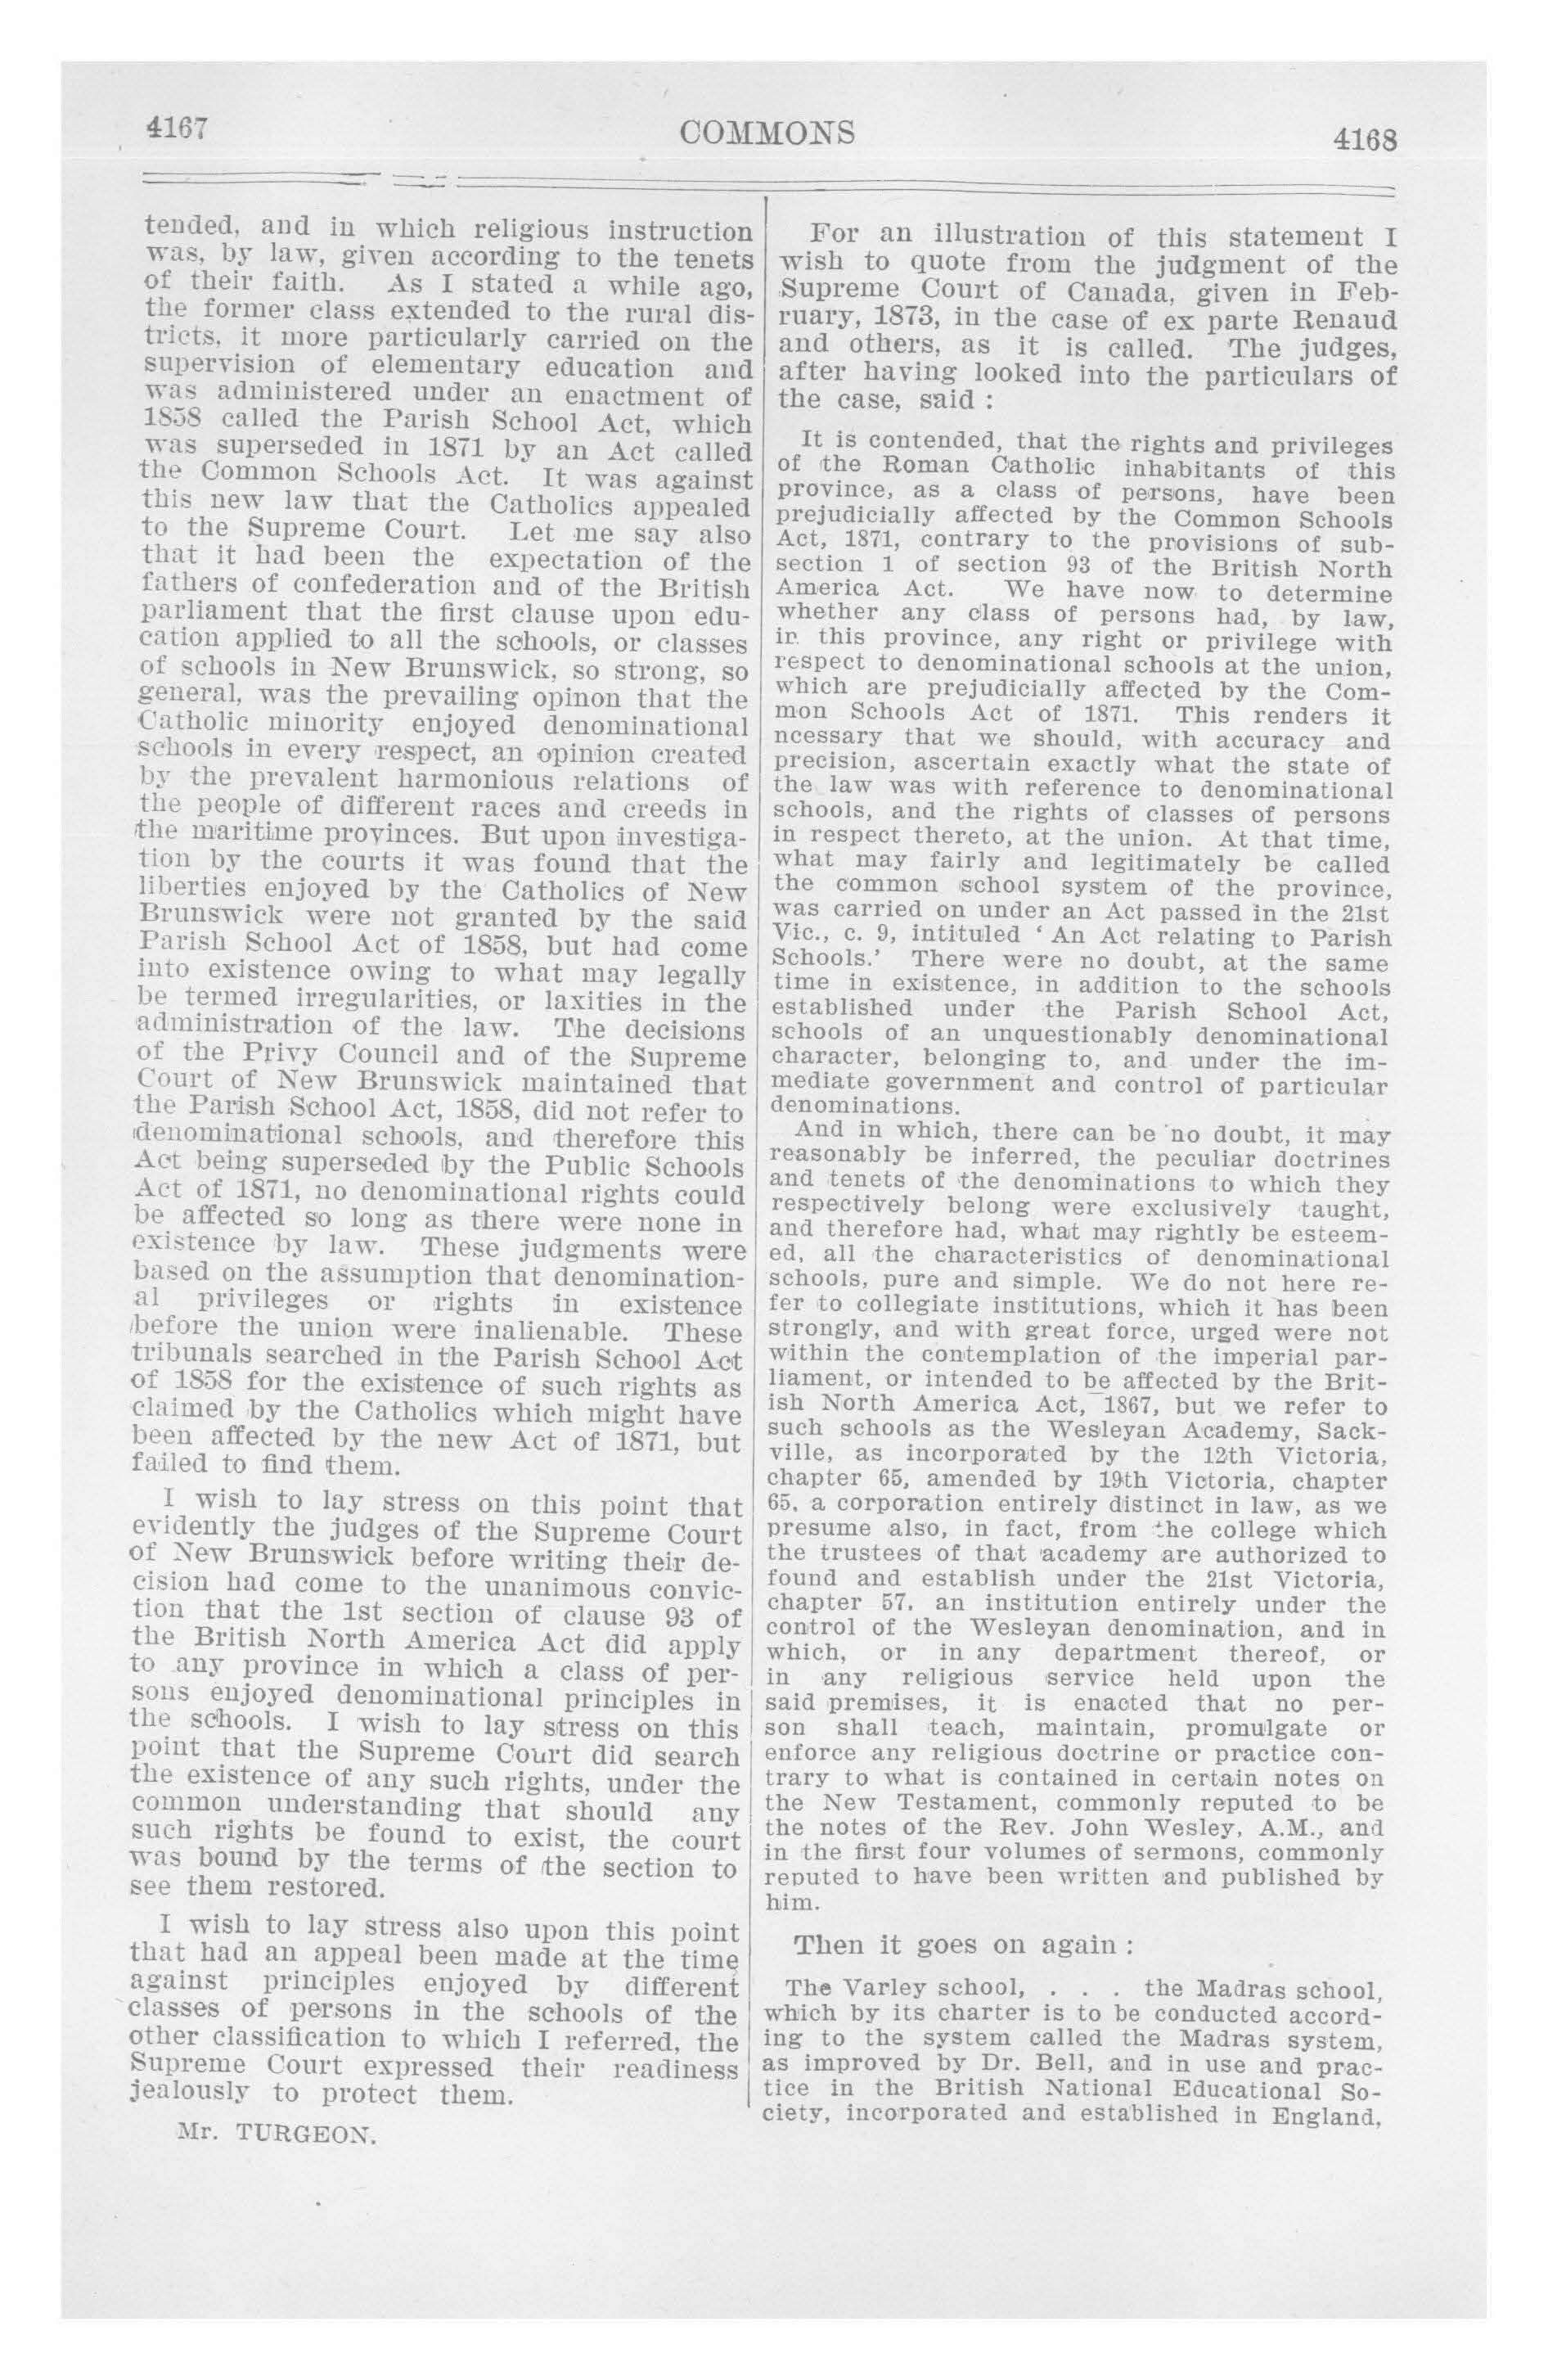 4167
COMMONS
4168
tended, and in which religious instruction
was, by law, given according to the tenets
of their faith. As I stated a while ago,
the former class extended to the rural dis-
tricts, it more particularly carried on the
supervision of elementary education and
was administered under an enactment of
1858 called the Parish School Act, which
was superseded in 1871 by an Act called
the Common Schools Act. It was against
this new law that the Catholics appealed
to the Supreme Court. Let me say also
that it had been the expectation of the
fathers of confederation and of the British
parliament that the first clause upon edu-
cation applied to all the schools, or classes
of schools in New Brunswick, so strong, so
general, was the prevailing opinon that the
Catholic minority enjoyed denominational
schools in every respect, an opinion created
by the prevalent harmonious relations of
the people of different races and creeds in
the maritime provinces. But upon investiga-
tion by the courts it was found that the
liberties enjoyed by the Catholics of New
Brunswick were not granted by the said
Parish School Act of 1858, but had come
into existence owing to what may legally
be termed irregularities, or laxities in the
administration of the law. The decisions
of the Privy Council and of the Supreme
Court of New Brunswick maintained that
the Parish School Act, 1858, did not refer to
denominational schools, and therefore this
Act being superseded by the Public Schools
Act of 1871, no denominational rights could
be affected so long as there were none in
existence by law. These judgments were
based on the assumption that denomination-
al privileges or rights in existence
before the union were inalienable. These
tribunals searched in the Parish School Act
of 1858 for the existence of such rights as
claimed by the Catholics which might have
been affected by the new Act of 1871, but
failed to find them.
I wish to lay stress on this point that
evidently the judges of the Supreme Court
of New Brunswick before writing their de-
cision had come to the unanimous convic-
tion that the 1st section of clause 93 of
the British North America Act did apply
to any province in which a class of per-
sons enjoyed denominational principles in
the schools. I wish to lay stress on this
point that the Supreme Court did search
the existence of any such rights, under the
common understanding that should any
such rights be found to exist, the court
was bound by the terms of the section to
see them restored.
I wish to lay stress also upon this point
that had an appeal been made at the time
against principles enjoyed by different
classes of persons in the schools of the
other classification to which I referred, the
Supreme Court expressed their readiness
jealously to protect them.
Mr. TURGEON.
For an illustration of this statement I
wish to quote from the judgment of the
Supreme Court of Canada, given in Feb-
ruary, 1873, in the case of ex parte Renaud
and others, as it is called. The judges,
after having looked into the particulars of
the case, said :
It is contended, that the rights and privileges
of the Roman Catholic inhabitants of this
province, as a class of persons, have been
prejudicially affected by the Common Schools
Act, 1871, contrary to the provisions of sub-
section 1 of section 93 of the British North
America Act. We have now to determine
whether any class of persons had, by law,
in this province, any right or privilege with
respect to denominational schools at the union,
which are prejudicially affected by the Com-
mon Schools Act of 1871. This renders it
ncessary that we should, with accuracy and
precision, ascertain exactly what the state of
the law was with reference to denominational
schools, and the rights of classes of persons
in respect thereto, at the union. At that time,
what may fairly and legitimately be called
the common school system of the province,
was carried on under an Act passed in the 21st
Vic., c. 9, intituled ' An Act relating to Parish
Schools.' There were no doubt, at the same
time in existence, in addition to the schools
established under the Parish School Act,
schools of an unquestionably denominational
character, belonging to, and under the im-
mediate government and control of particular
denominations.
And in which, there can be no doubt, it may
reasonably be inferred, the peculiar doctrines
and tenets of the denominations to which they
respectively belong were exclusively taught,
and therefore had, what may rightly be esteem-
ed, all the characteristics of denominational
schools, pure and simple. We do not here re-
fer to collegiate institutions, which it has been
strongly, and with great force, urged were not
within the contemplation of the imperial par-
liament, or intended to be affected by the Brit-
ish North America Act, 1867, but we refer to
such schools as the Wesleyan Academy, Sack-
ville, as incorporated by the 12th Victoria,
chapter 65, amended by 19th Victoria, chapter
65, a corporation entirely distinct in law, as we
presume also, in fact, from the college which
the trustees of that academy are authorized to
found and establish under the 21st Victoria,
chapter 57, an institution entirely under the
control of the Wesleyan denomination, and in
which, or in any department thereof, or
in any religious service held upon the
said premises, it is enacted that no per-
son shall teach, maintain, promulgate or
enforce any religious doctrine or practice con-
trary to what is contained in certain notes on
the New Testament, commonly reputed to be
the notes of the Rev. John Wesley, A.M., and
in the first four volumes of sermons, commonly
reputed to have been written and published by
him.
Then it goes on again :
The Varley school, . . . the Madras school,
which by its charter is to be conducted accord-
ing to the system called the Madras system,
as improved by Dr. Bell, and in use and prac-
tice in the British National Educational So-
ciety, incorporated and established in England,